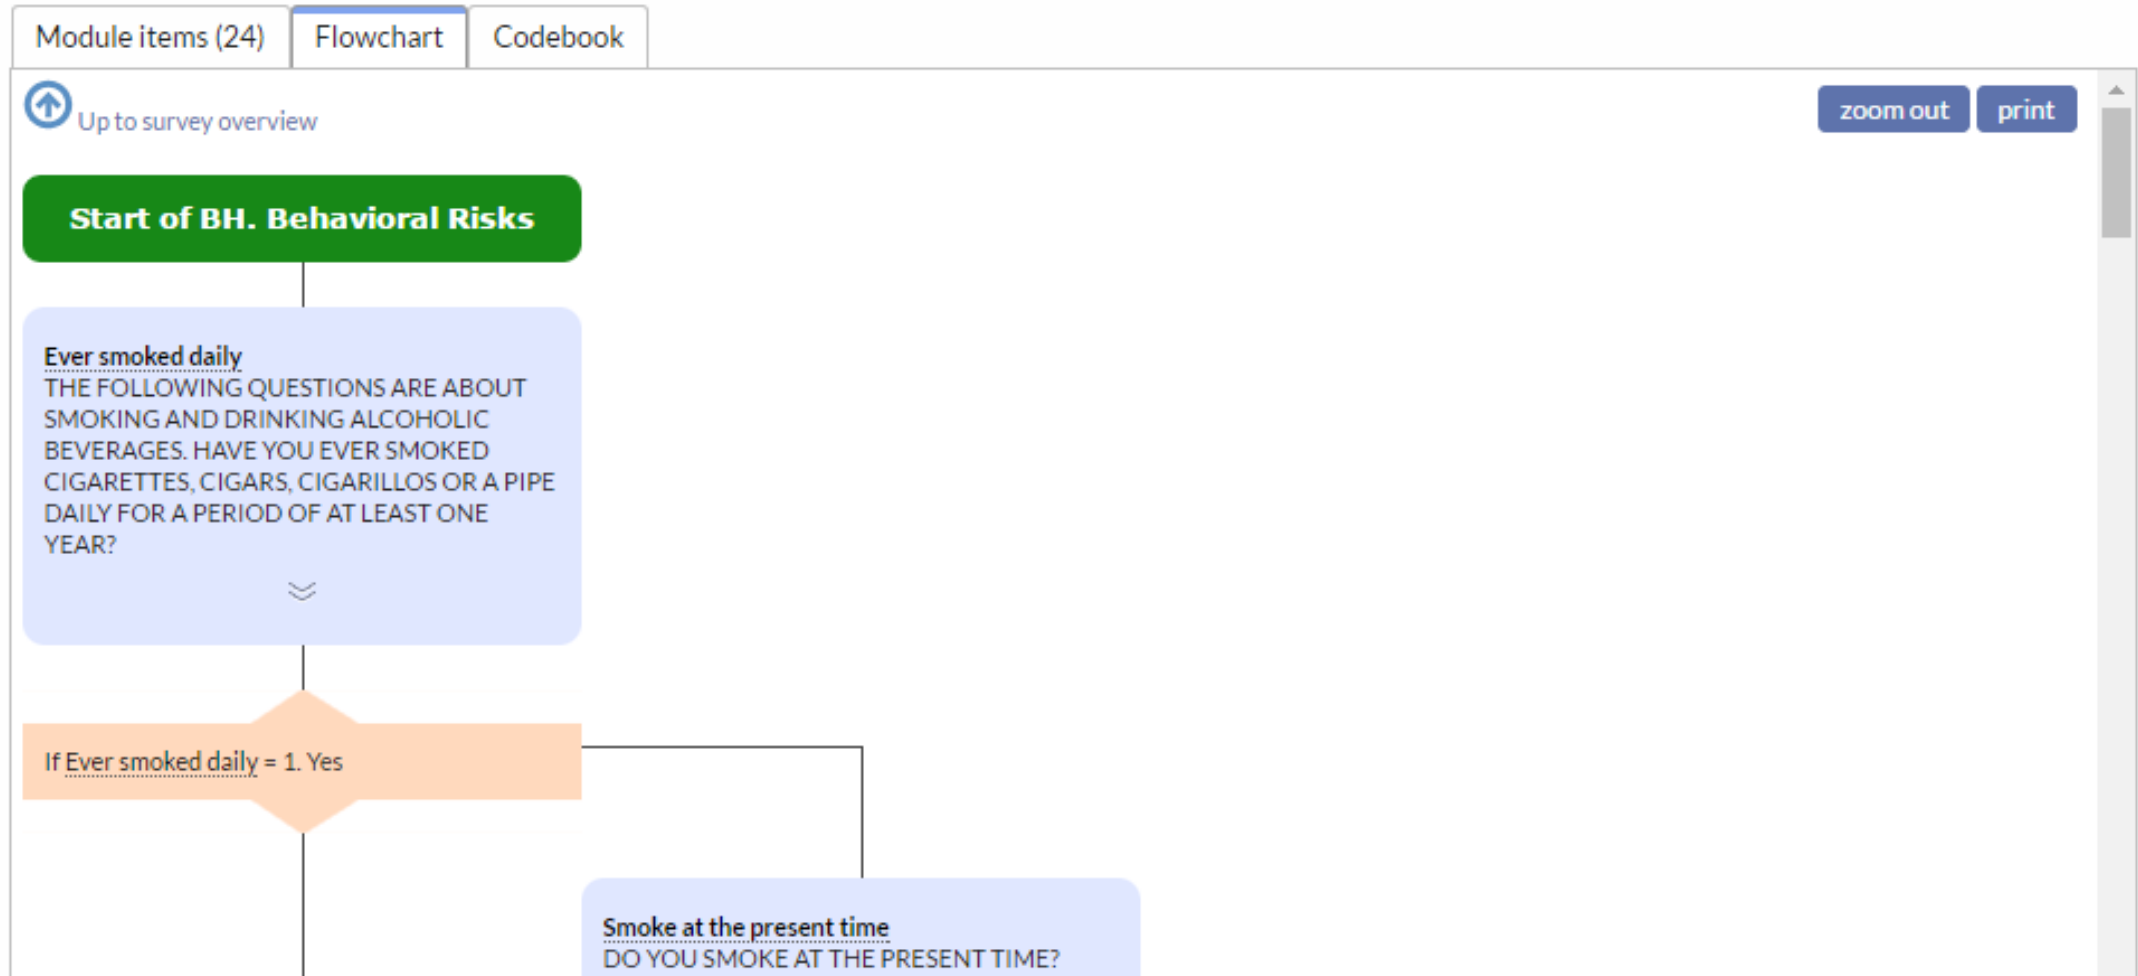 Module items (24)
Flowchart
Codebook
Up to survey overview
zoom out
print
Start of BH. Behavioral Risks
Ever smoked daily
THE FOLLOWING QUESTIONS ARE ABOUT
SMOKING AND DRINKING ALCOHOLIC
BEVERAGES. HAVE YOU EVER SMOKED
CIGARETTES, CIGARS, CIGARILLOS OR A PIPE
DAILY FOR A PERIOD OF AT LEAST ONE
YEAR?
If Ever smoked daily = 1. Yes
Smoke at the present time
DO YOU SMOKE AT THE PRESENT TIME?